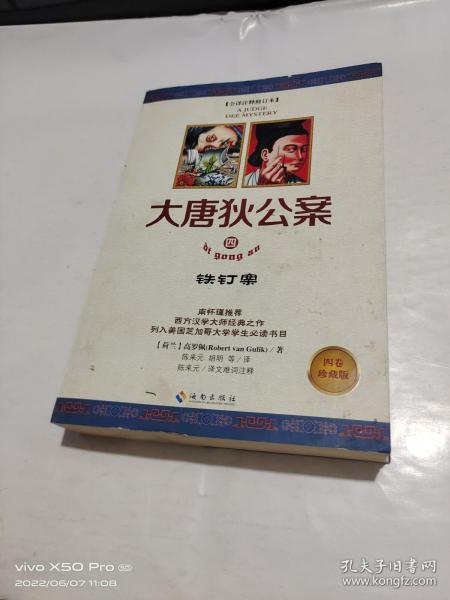 【全译注释修订本】
A JUDGE
DEE MYSTERY
大唐狄公案
四
di gong an
铁钉案
南怀瑾推荐
西方汉学大师经典之作
列入美国芝加哥大学学生必读书目
【荷兰】高罗佩(Robert van Gulik)/著
陈来元 胡明 等/译
陈来元/译文难词注释
四卷
珍藏版
海南出版社
vivo X50 Pro 5G
2022/06/07 11:08
孔夫子旧书网
www.kongfz.com